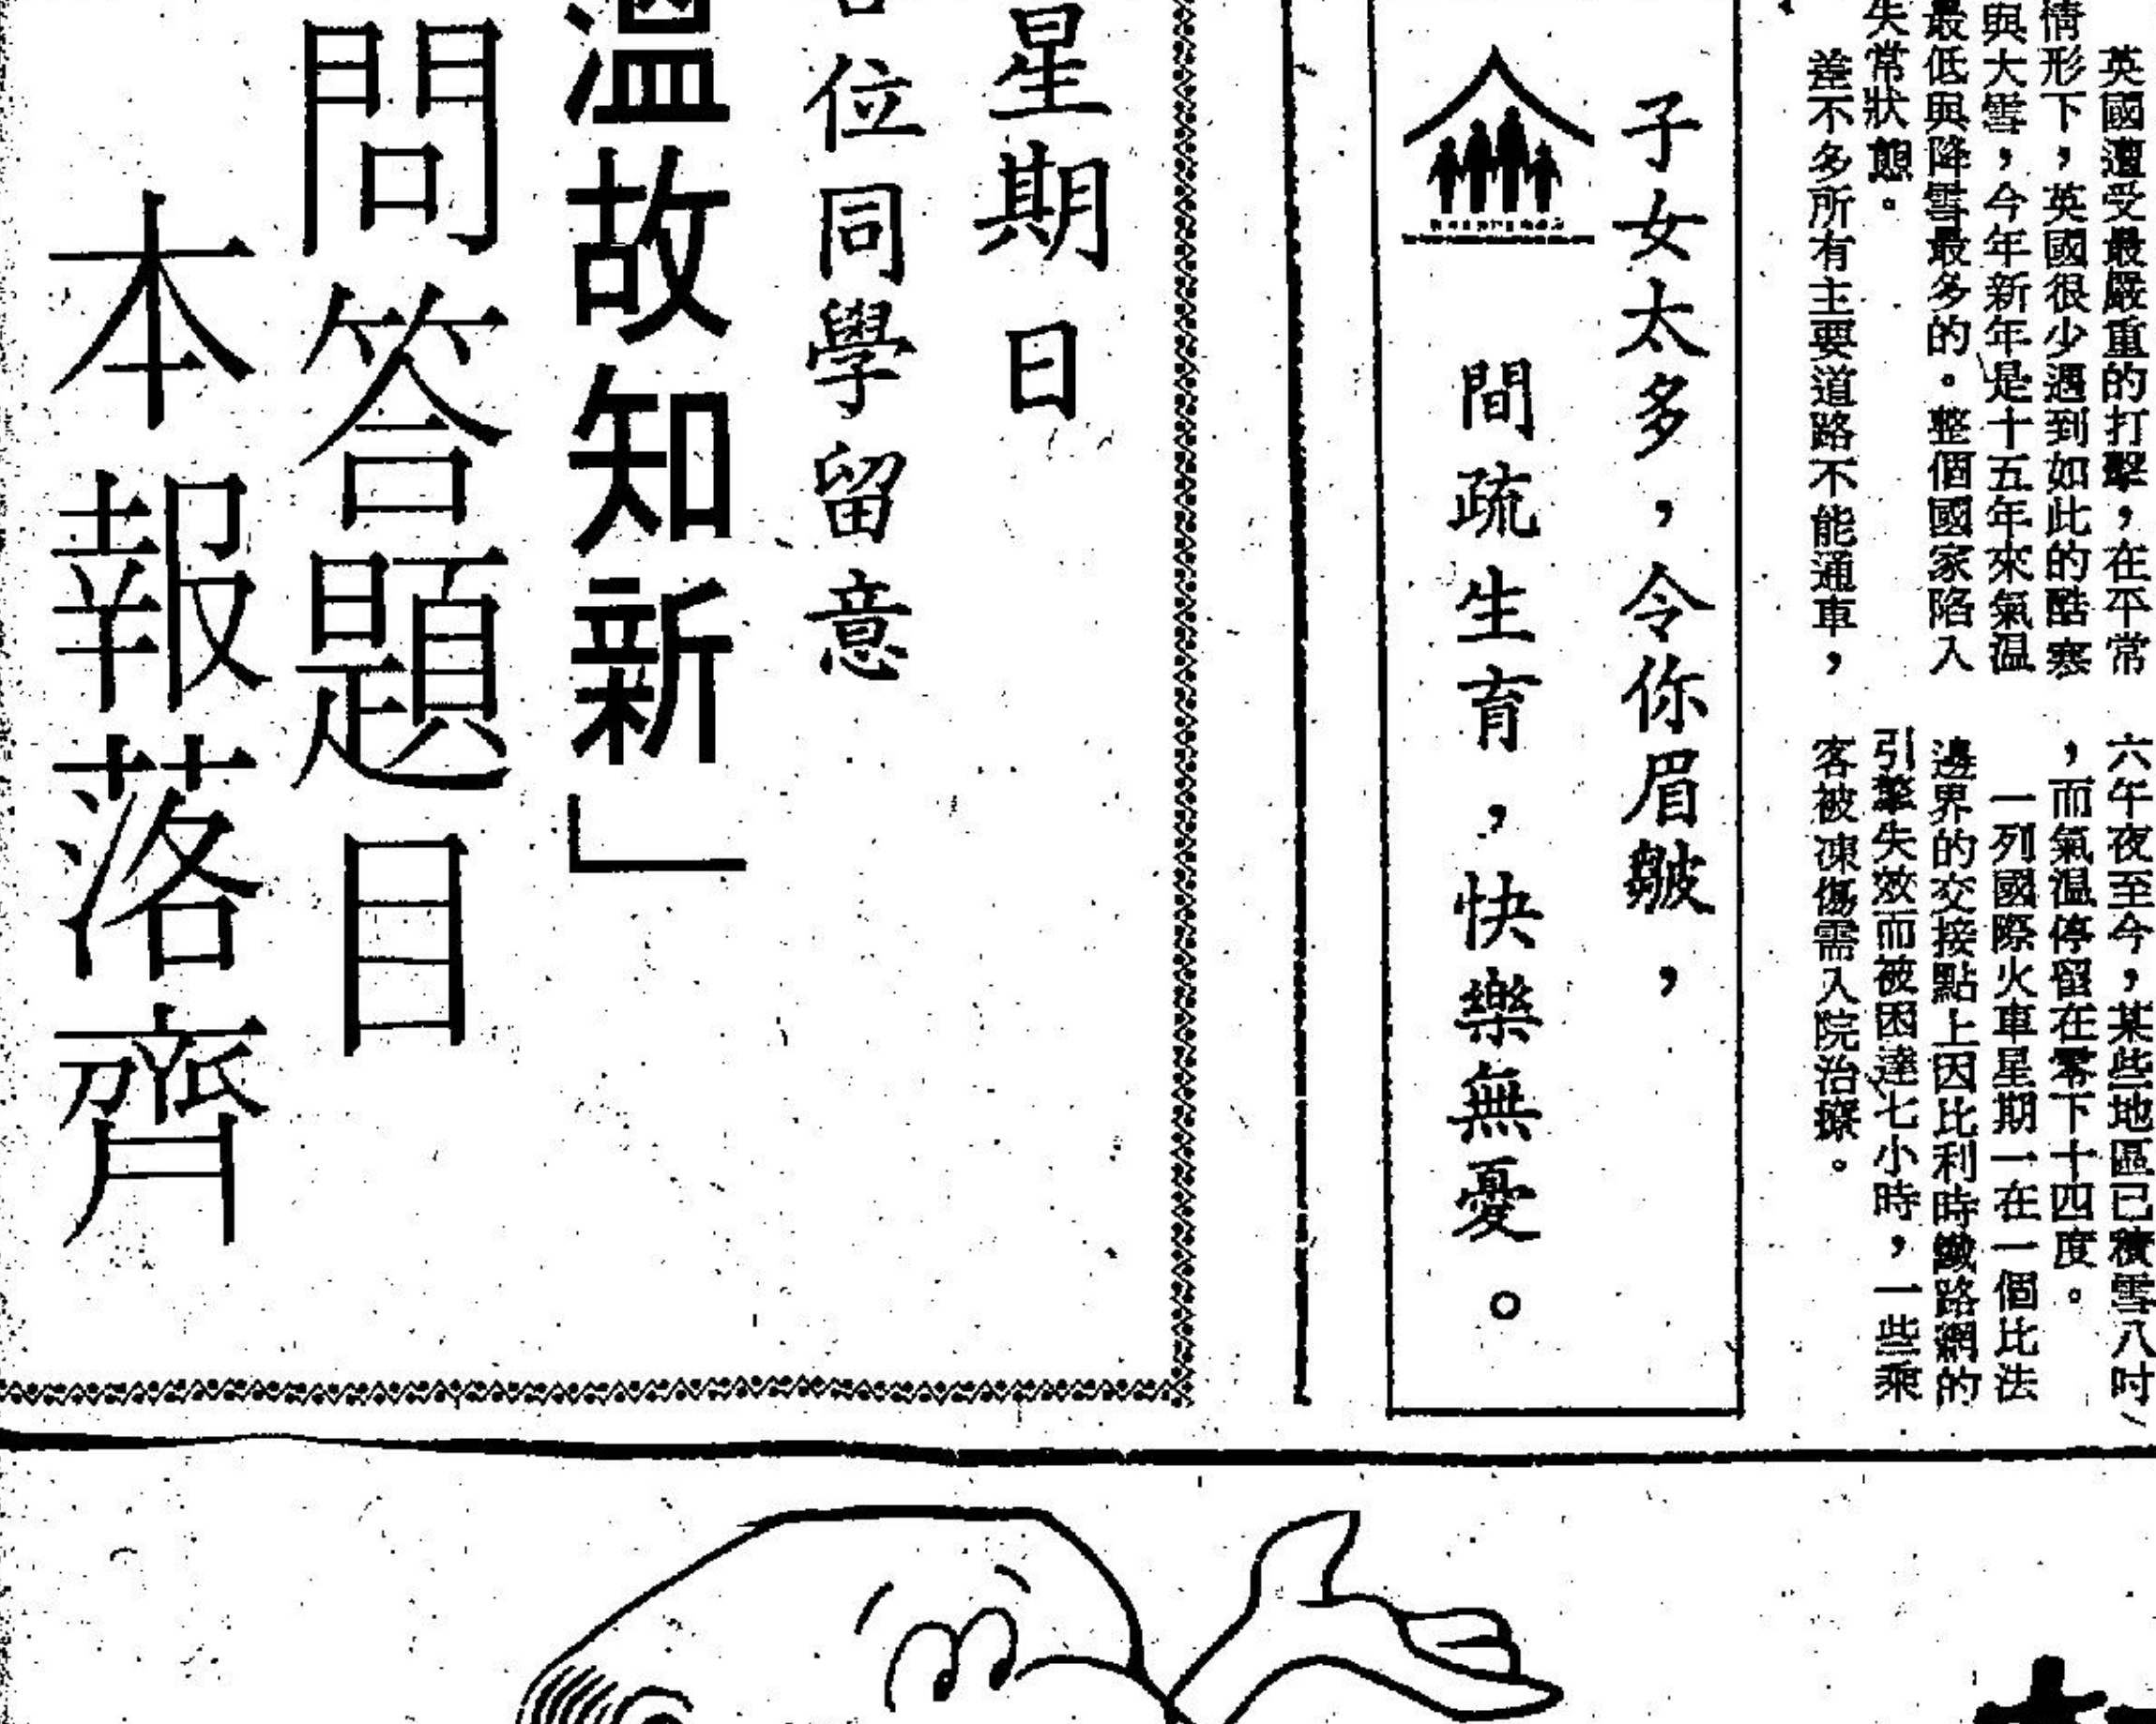 英國遭受最嚴重的打擊，在不常
情形下，英國很少遇到如此的酷寒
與大雪，今年新年是十五年來氣温
最低與降雪最多的。整個國家陷入
失常狀態。
差不多所有主要道路不能通車，
六午夜至今，某些地區已積雪八吋
，而氣温停留在零下十四度。
一列國際火車星期一在一個比法
邊界的交接點上因比利時鐵路網的
引擎失效而被困達七小時，一些乘
客被凍傷需入院治療。
子女太多，令你眉皺，
間疏生育，快樂無憂。
星期日
位同學留意
溫故知新」
問答題目
本報落齊